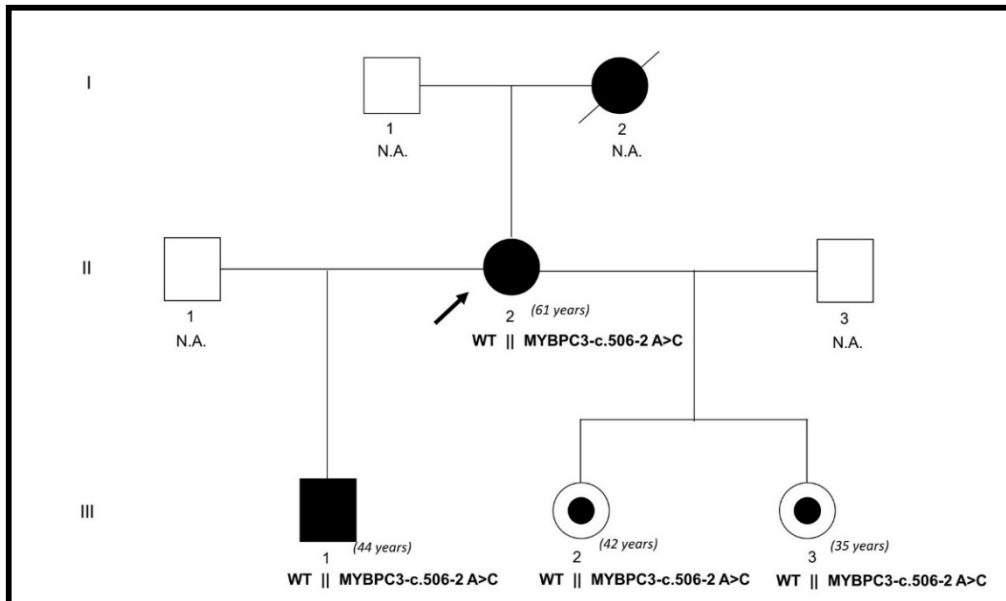 I
1
N.A.
2
N.A.
II
1
N.A.
2
(61 years)
WT || MYBPC3-c.506-2 A>C
3
N.A.
III
1
(44 years)
WT || MYBPC3-c.506-2 A>C
2
(42 years)
WT || MYBPC3-c.506-2 A>C
3
(35 years)
WT || MYBPC3-c.506-2 A>C